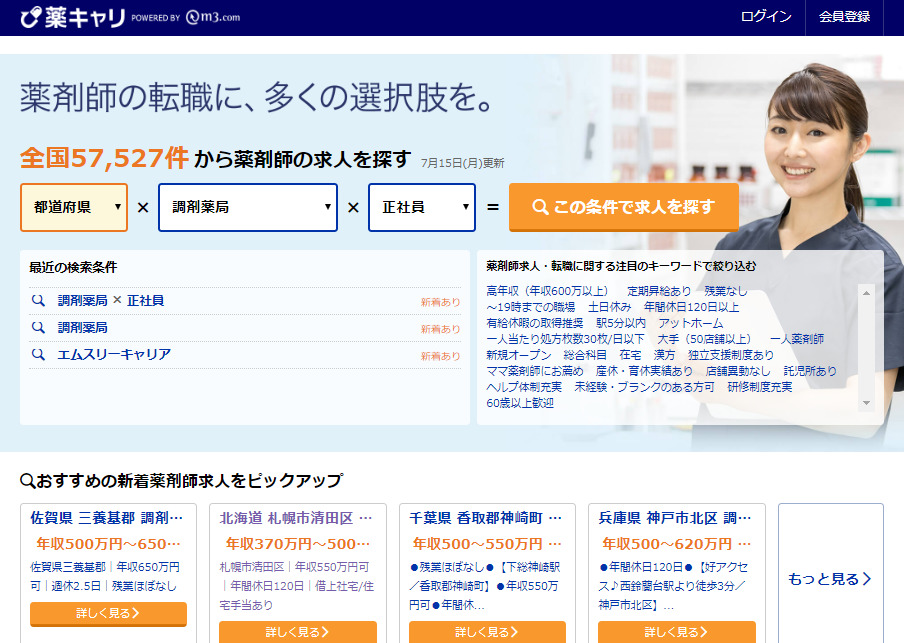 薬キャリ POWERED BY m3.com
ログイン 会員登録
薬剤師の転職に、多くの選択肢を。
全国57,527件 から薬剤師の求人を探す 7月15日(月)更新
都道府県 ▼ × 調剤薬局 ▼ × 正社員 ▼ = この条件で求人を探す
最近の検索条件
調剤薬局 × 正社員 新着あり
調剤薬局 新着あり
エムスリーキャリア 新着あり
薬剤師求人・転職に関する注目のキーワードで絞り込む
高年収（年収600万以上） 定期昇給あり 残業なし
～19時までの職場 土日休み 年間休日120日以上
有給休暇の取得推奨 駅5分以内 アットホーム
一人当たり処方枚数30枚/日以下 大手（50店舗以上） 一人薬剤師
新規オープン 総合科目 在宅 漢方 独立支援制度あり
ママ薬剤師にお薦め 産休・育休実績あり 店舗異動なし 託児所あり
ヘルプ体制充実 未経験・ブランクのある方可 研修制度充実
60歳以上歓迎
おすすめの新着薬剤師求人をピックアップ
佐賀県 三養基郡 調剤…
年収500万円～650…
佐賀県三養基郡｜年収650万円
可｜週休2.5日｜残業ほぼなし
詳しく見る
北海道 札幌市清田区 …
年収370万円～500…
札幌市清田区｜年収550万円可
｜年間休日120日｜借上社宅/住
宅手当あり
詳しく見る
千葉県 香取郡神崎町 …
年収500～550万円 …
●残業ほぼなし●【下総神崎駅
／香取郡神崎町】●年収550万
円可●年間休…
詳しく見る
兵庫県 神戸市北区 調…
年収500～620万円 …
●年間休日120日●【好アクセ
ス♪西鈴蘭台駅より徒歩3分／
神戸市北区】…
詳しく見る
もっと見る